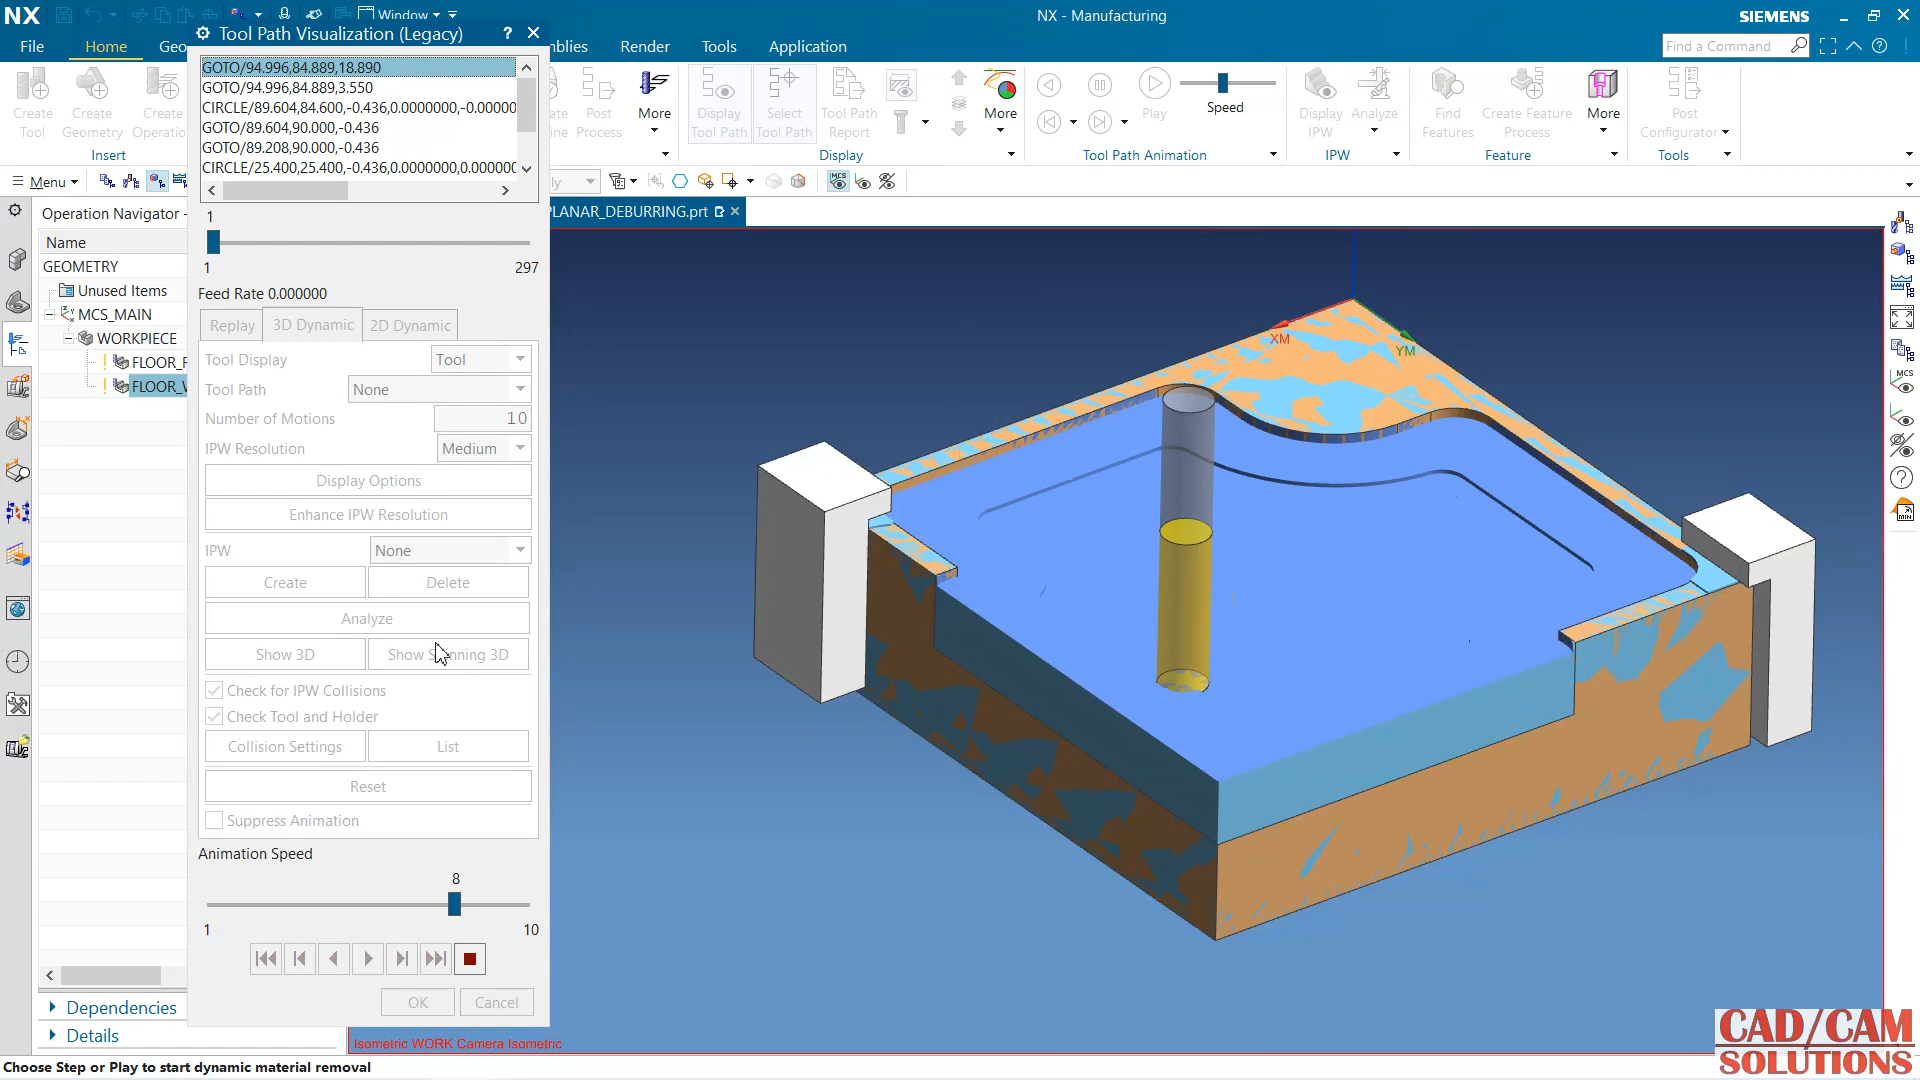 NX
Window
NX - Manufacturing
SIEMENS
Tool Path Visualization (Legacy)
File
Home
Geo
mblies
Render
Tools
Application
Find a Command
Create Tool
Create Geometry
Create Operatio
Insert
Post Process
More
Display Tool Path
Select Tool Path
Tool Path Report
More
Display
Play
Speed
Tool Path Animation
Display IPW
Analyze
IPW
Find Features
Create Feature Process
More
Feature
Post Configurator
Tools
Menu
GOTO/94.996,84.889,18.890
GOTO/94.996,84.889,3.550
CIRCLE/89.604,84.600,-0.436,0.0000000,-0.00000
GOTO/89.604,90.000,-0.436
GOTO/89.208,90.000,-0.436
CIRCLE/25.400,25.400,-0.436,0.0000000,0.00000
1
1
297
Feed Rate 0.000000
Replay
3D Dynamic
2D Dynamic
Tool Display
Tool
Tool Path
None
Number of Motions
10
IPW Resolution
Medium
Display Options
Enhance IPW Resolution
IPW
None
Create
Delete
Analyze
Show 3D
Check for IPW Collisions
Check Tool and Holder
Collision Settings
List
Reset
Suppress Animation
Animation Speed
8
1
10
OK
Cancel
Operation Navigator -
Name
GEOMETRY
Unused Items
MCS_MAIN
WORKPIECE
FLOOR_
FLOOR_
Dependencies
Details
PLANAR_DEBURRING.prt
XM
YM
MCS
MCS
MIN
Isometric WORK Camera Isometric
Choose Step or Play to start dynamic material removal
CAD/CAM
SOLUTIONS